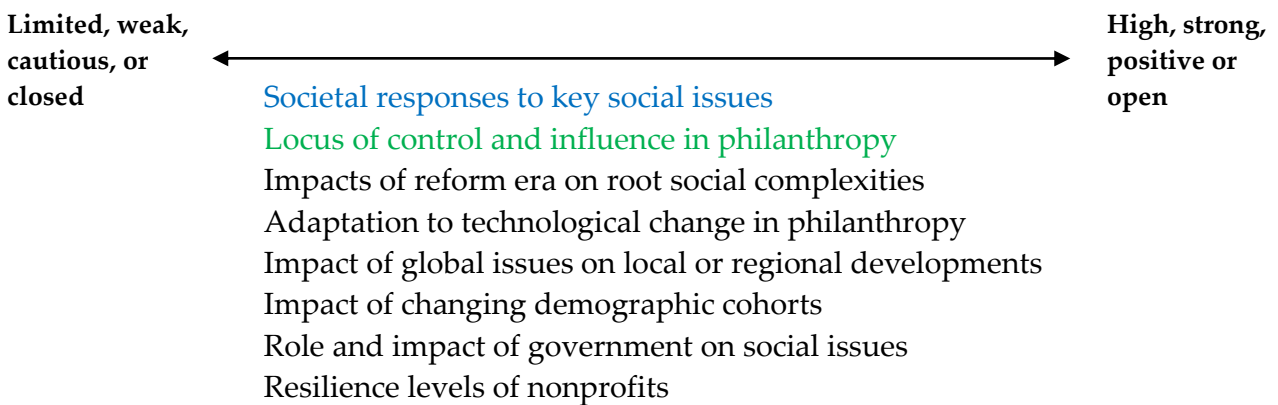 Limited, weak,
cautious, or
closed
High, strong,
positive or
open
Societal responses to key social issues
Locus of control and influence in philanthropy
Impacts of reform era on root social complexities
Adaptation to technological change in philanthropy
Impact of global issues on local or regional developments
Impact of changing demographic cohorts
Role and impact of government on social issues
Resilience levels of nonprofits